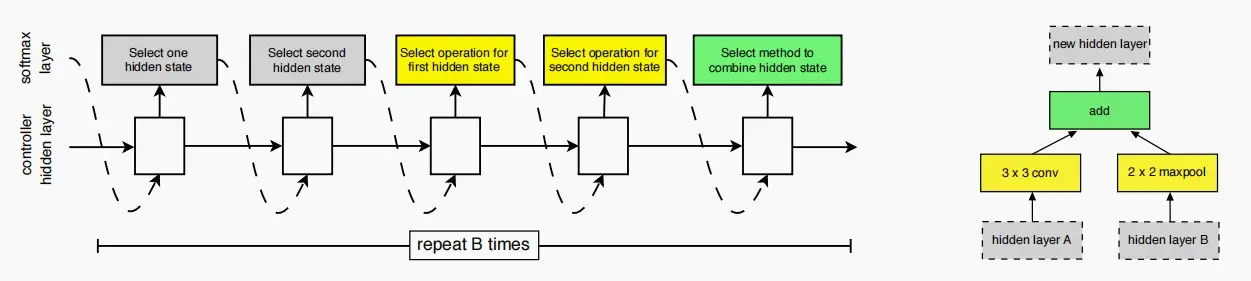 softmax
layer
controller
hidden layer
Select one
hidden state
Select second
hidden state
Select operation for
first hidden state
Select operation for
second hidden state
Select method to
combine hidden state
repeat B times
new hidden layer
add
3 x 3 conv
2 x 2 maxpool
hidden layer A
hidden layer B